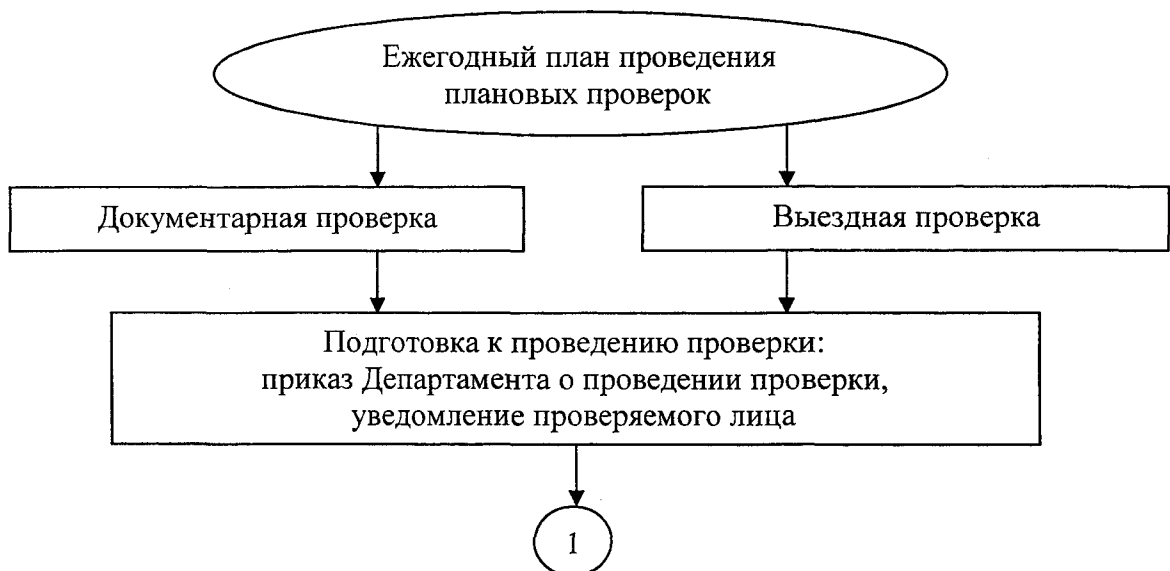 Ежегодный план проведения
плановых проверок
Документарная проверка
Выездная проверка
Подготовка к проведению проверки:
приказ Департамента о проведении проверки,
уведомление проверяемого лица
1